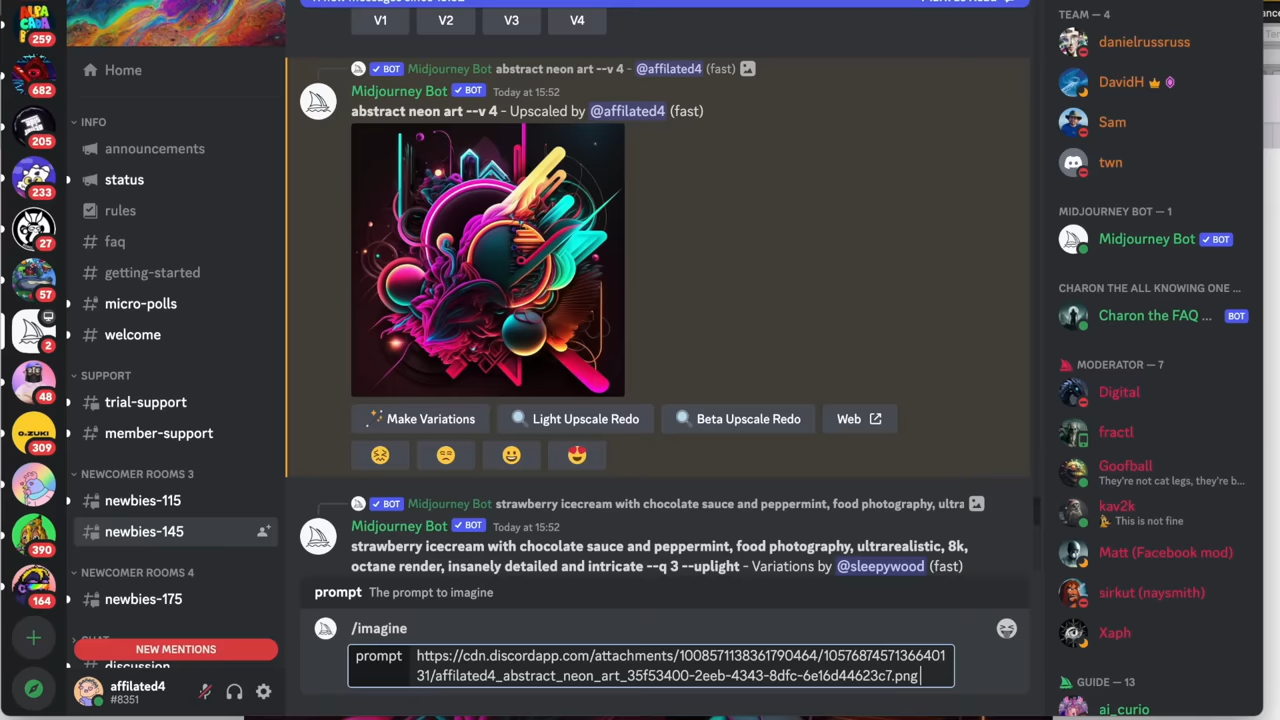 ALPA
CADA
259
682
205
233
27
57
2
48
O.ZUKI
309
390
164
Home
INFO
announcements
status
rules
faq
getting-started
micro-polls
welcome
SUPPORT
trial-support
member-support
NEWCOMER ROOMS 3
newbies-115
newbies-145
NEWCOMER ROOMS 4
newbies-175
CHAT
NEW MENTIONS
discussion
affilated4
#8351
V1 V2 V3 V4
BOT Midjourney Bot abstract neon art --v 4 - @affilated4 (fast)
Midjourney Bot BOT Today at 15:52
abstract neon art --v 4 - Upscaled by @affilated4 (fast)
Make Variations Light Upscale Redo Beta Upscale Redo Web
BOT Midjourney Bot strawberry icecream with chocolate sauce and peppermint, food photography, ultra
Midjourney Bot BOT Today at 15:52
strawberry icecream with chocolate sauce and peppermint, food photography, ultrarealistic, 8k,
octane render, insanely detailed and intricate --q 3 --uplight - Variations by @sleepywood (fast)
prompt The prompt to imagine
/imagine
prompt https://cdn.discordapp.com/attachments/1008571138361790464/10576874571366401
31/affilated4_abstract_neon_art_35f53400-2eeb-4343-8dfc-6e16d44623c7.png
TEAM — 4
danielrussruss
DavidH
Sam
twn
MIDJOURNEY BOT — 1
Midjourney Bot BOT
CHARON THE ALL KNOWING ONE ...
Charon the FAQ ... BOT
MODERATOR — 7
Digital
fractl
Goofball
They're not cat legs, they're b...
kav2k
This is not fine
Matt (Facebook mod)
sirkut (naysmith)
Xaph
GUIDE — 13
ai_curio